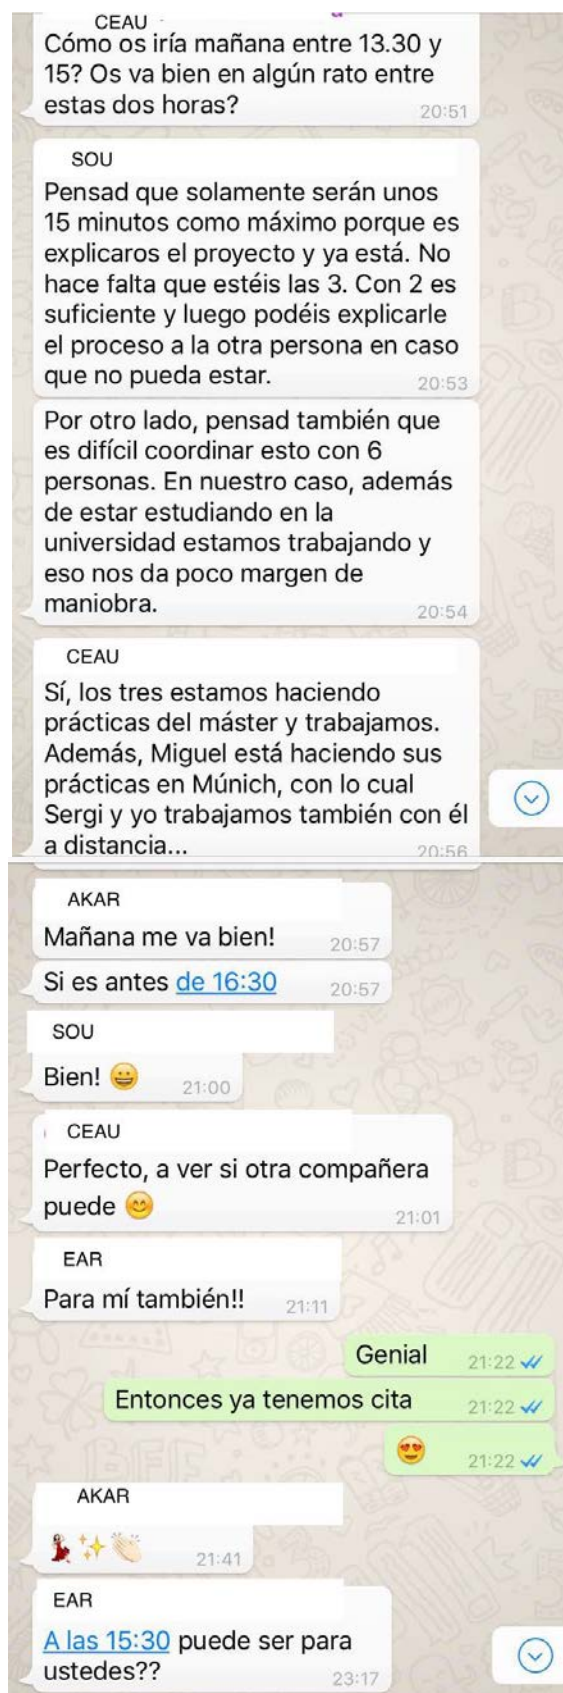 CEAU
Cómo os iría mañana entre 13.30 y
15? Os va bien en algún rato entre
estas dos horas?
20:51
SOU
Pensad que solamente serán unos
15 minutos como máximo porque es
explicaros el proyecto y ya está. No
hace falta que estéis las 3. Con 2 es
suficiente y luego podéis explicarle
el proceso a la otra persona en caso
que no pueda estar.
20:53
Por otro lado, pensad también que
es difícil coordinar esto con 6
personas. En nuestro caso, además
de estar estudiando en la
universidad estamos trabajando y
eso nos da poco margen de
maniobra.
20:54
CEAU
Sí, los tres estamos haciendo
prácticas del máster y trabajamos.
Además, Miguel está haciendo sus
prácticas en Múnich, con lo cual
Sergi y yo trabajamos también con él
a distancia...
20:56
AKAR
Mañana me va bien!
20:57
Si es antes de 16:30
20:57
SOU
Bien! 😀
21:00
CEAU
Perfecto, a ver si otra compañera
puede 😊
21:01
EAR
Para mí también!!
21:11
Genial
21:22
Entonces ya tenemos cita
21:22
😍
21:22
AKAR
💃✨👏🏻
21:41
EAR
A las 15:30 puede ser para
ustedes??
23:17